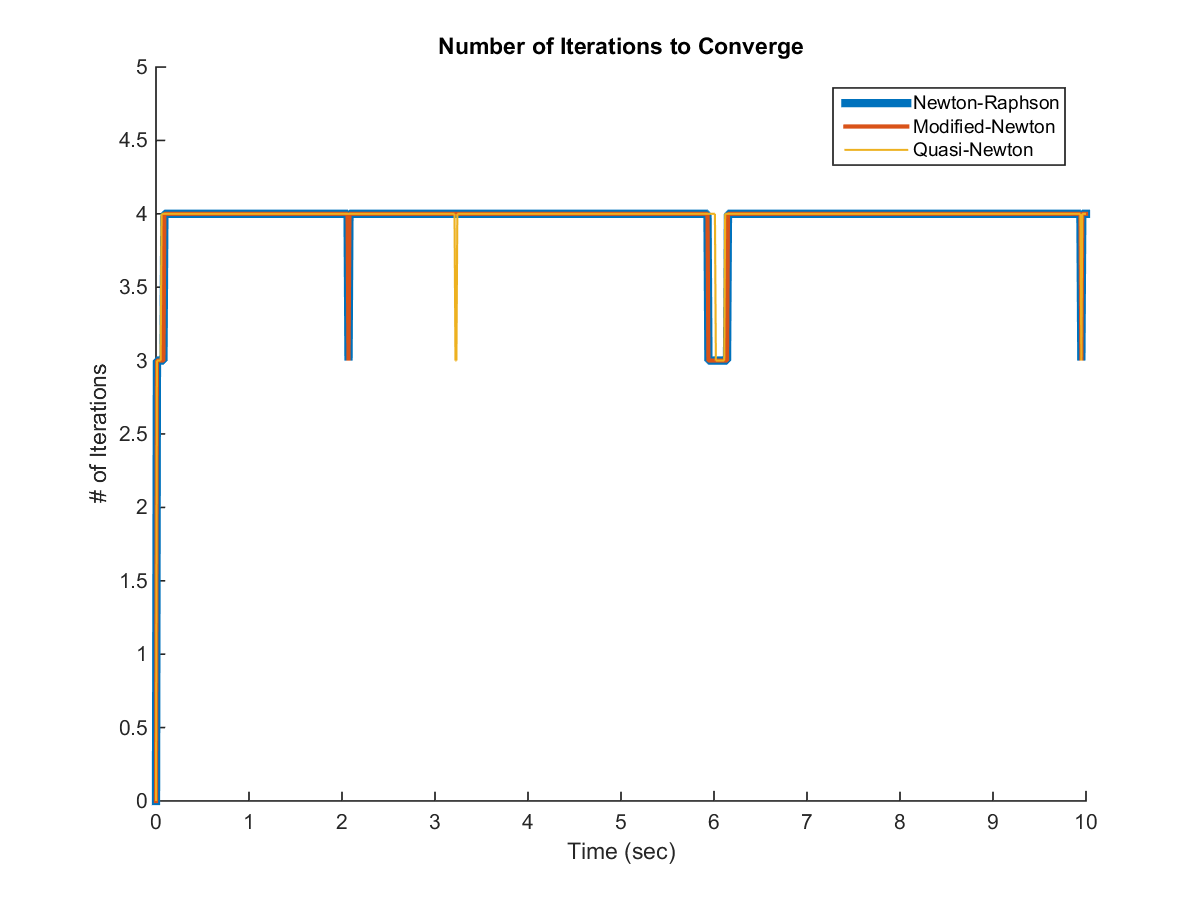 Number of Iterations to Converge
Newton-Raphson
Modified-Newton
Quasi-Newton
# of Iterations
5
4.5
4
3.5
3
2.5
2
1.5
1
0.5
0
0 1 2 3 4 5 6 7 8 9 10
Time (sec)